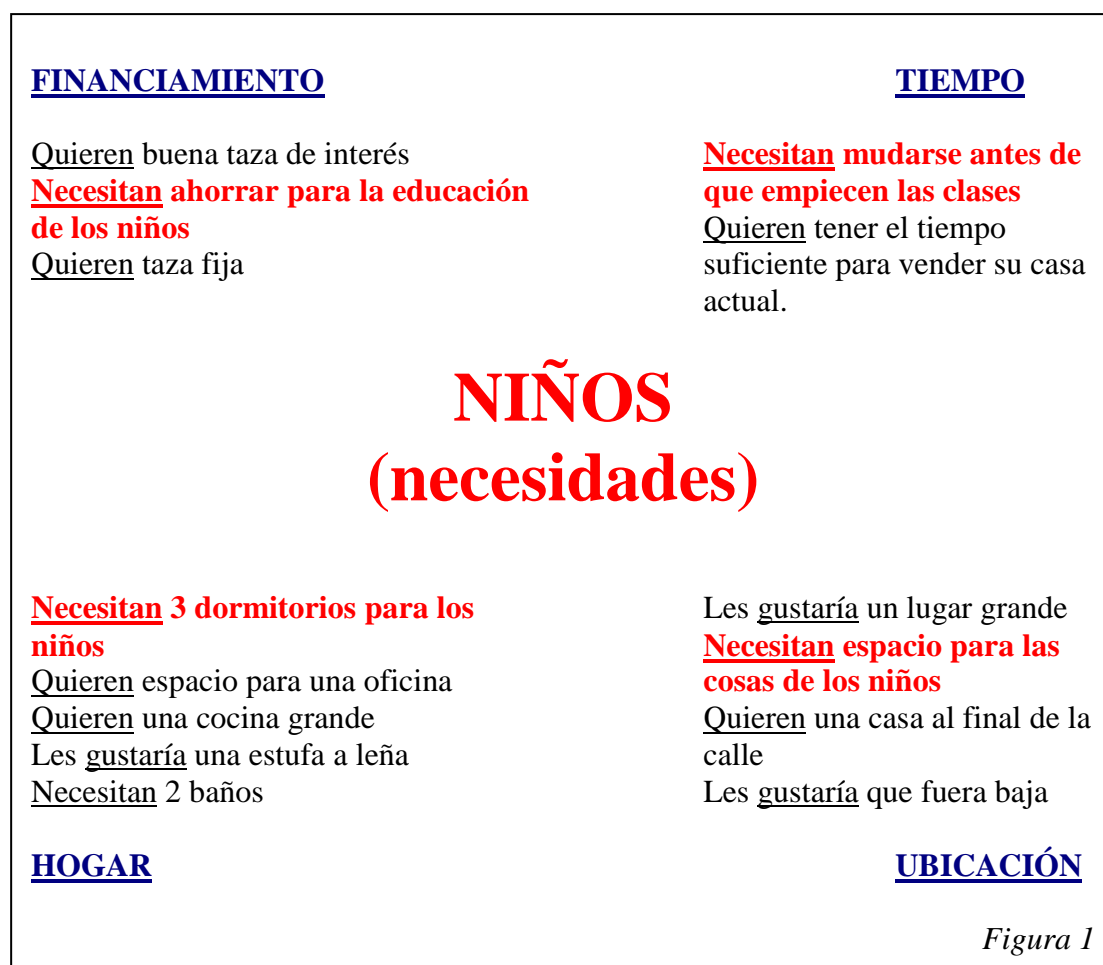 FINANCIAMIENTO
Quieren buena taza de interés
Necesitan ahorrar para la educación
de los niños
Quieren taza fija
TIEMPO
Necesitan mudarse antes de
que empiecen las clases
Quieren tener el tiempo
suficiente para vender su casa
actual.
NIÑOS
(necesidades)
Necesitan 3 dormitorios para los
niños
Quieren espacio para una oficina
Quieren una cocina grande
Les gustaría una estufa a leña
Necesitan 2 baños
HOGAR
Les gustaría un lugar grande
Necesitan espacio para las
cosas de los niños
Quieren una casa al final de la
calle
Les gustaría que fuera baja
UBICACIÓN
Figura 1